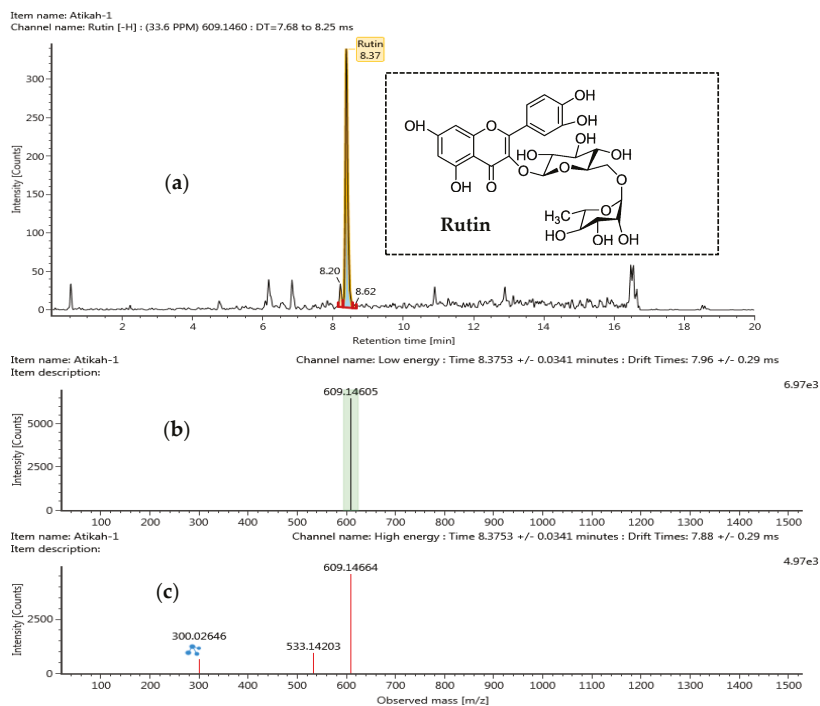 Item name: Atikah-1
Channel name: Rutin [-H] : (33.6 PPM) 609.1460 : DT=7.68 to 8.25 ms
Rutin
8.37
300
250
200
150
100
50
0
Intensity [Counts]
(a)
8.20
8.62
OH
OH
HO
O
OH
HO
OH
O
O
OH
O
O
O
H₃C
O
HO
OH
OH
Rutin
2
4
6
8
10
12
14
16
18
20
Retention time [min]
Item name: Atikah-1
Channel name: Low energy : Time 8.3753 +/- 0.0341 minutes : Drift Times: 7.96 +/- 0.29 ms
Item description:
6.97e3
609.14605
(b)
5000
2500
0
Intensity [Counts]
100 200 300 400 500 600 700 800 900 1000 1100 1200 1300 1400 1500
Item name: Atikah-1
Channel name: High energy : Time 8.3753 +/- 0.0341 minutes : Drift Times: 7.88 +/- 0.29 ms
Item description:
4.97e3
609.14664
(c)
2500
0
Intensity [Counts]
300.02646
533.14203
100 200 300 400 500 600 700 800 900 1000 1100 1200 1300 1400 1500
Observed mass [m/z]